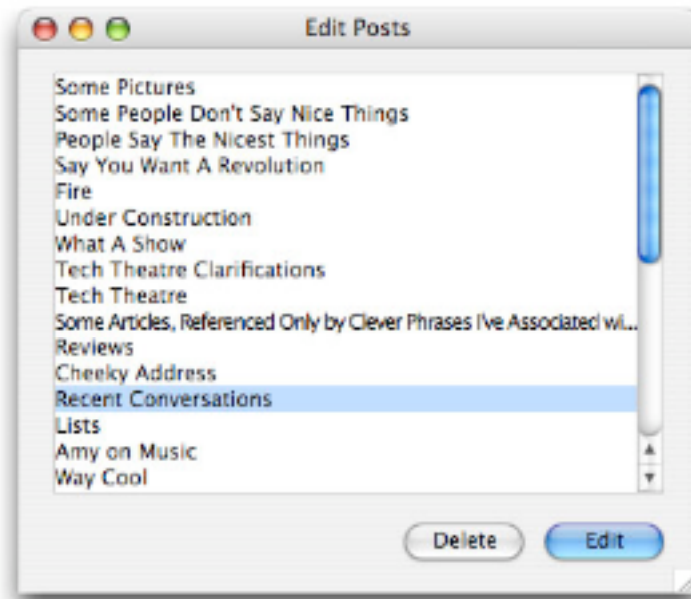 Edit Posts
Some Pictures
Some People Don't Say Nice Things
People Say The Nicest Things
Say You Want A Revolution
Fire
Under Construction
What A Show
Tech Theatre Clarifications
Tech Theatre
Some Articles, Referenced Only by Clever Phrases I've Associated wi...
Reviews
Cheeky Address
Recent Conversations
Lists
Amy on Music
Way Cool
Delete Edit